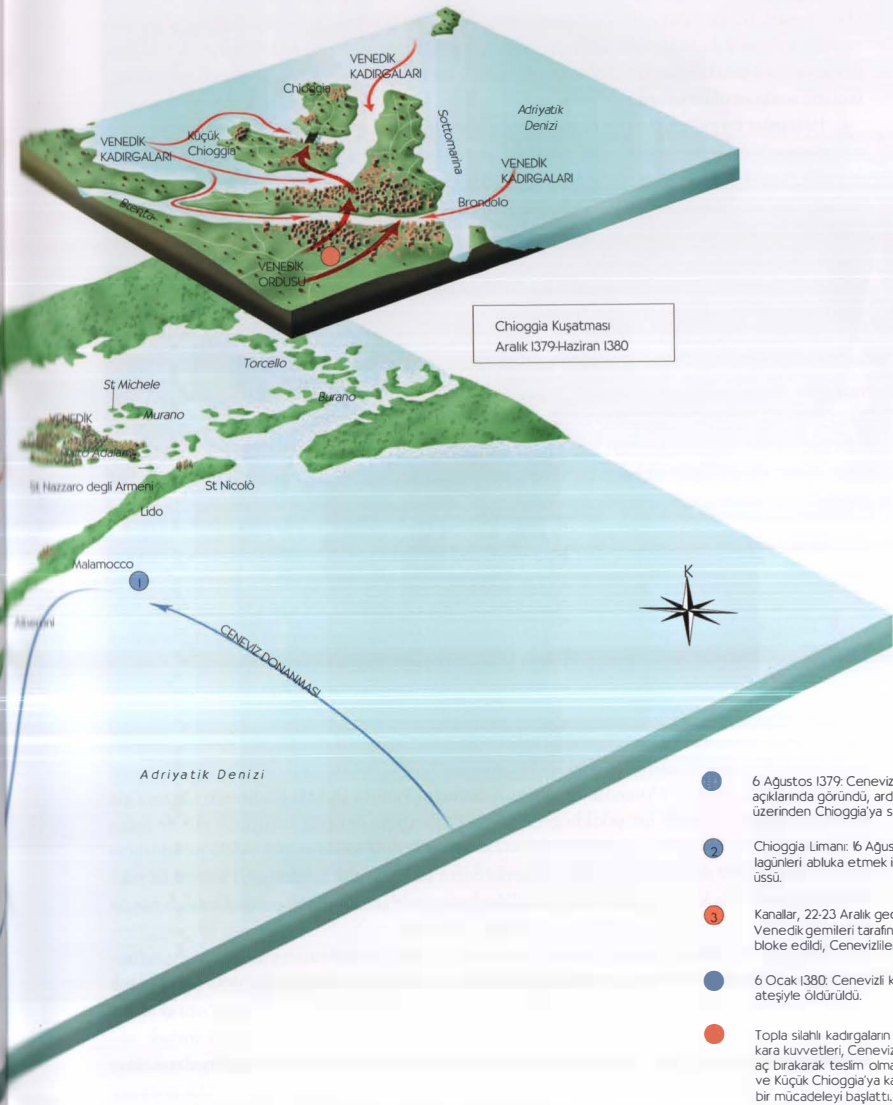 VENEDİK
KADIRGALARI
Chioggia
Adriyatik
Denizi
Sottomarina
VENEDİK
KADIRGALARI
Küçük
Chioggia
VENEDİK
KADIRGALARI
Brondolo
Brenta
VENEDİK
ORDUSU
Chioggia Kuşatması
Aralık 1379-Haziran 1380
Torcello
St Michele
Burano
Murano
VENEDİK
St Nazzaro degli Armeni
St Nicolò
Lido
Malamocco
1
Alberoni
K
CENEVİZ DONANMASI
Adriyatik Denizi
6 Ağustos 1379: Ceneviz
açıklarında göründü, ard
üzerinden Chioggia'ya s
2
Chioggia Limanı: 16 Ağus
lagünleri abluka etmek i
üssü.
3
Kanallar, 22-23 Aralık gec
Venedik gemileri tarafın
bloke edildi, Cenevizlile
6 Ocak 1380: Cenevizli k
ateşiyle öldürüldü.
Topla silahlı kadırgaların
kara kuvvetleri, Ceneviz
aç bırakarak teslim olma
ve Küçük Chioggia'ya ka
bir mücadeleyi başlattı.